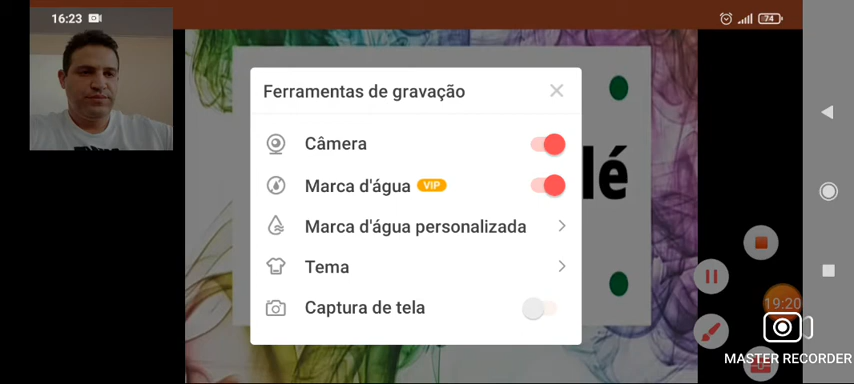 16:23
74
Ferramentas de gravação
Câmera
Marca d'água VIP
Marca d'água personalizada
Tema
Captura de tela
lé
19:20
MASTER RECORDER